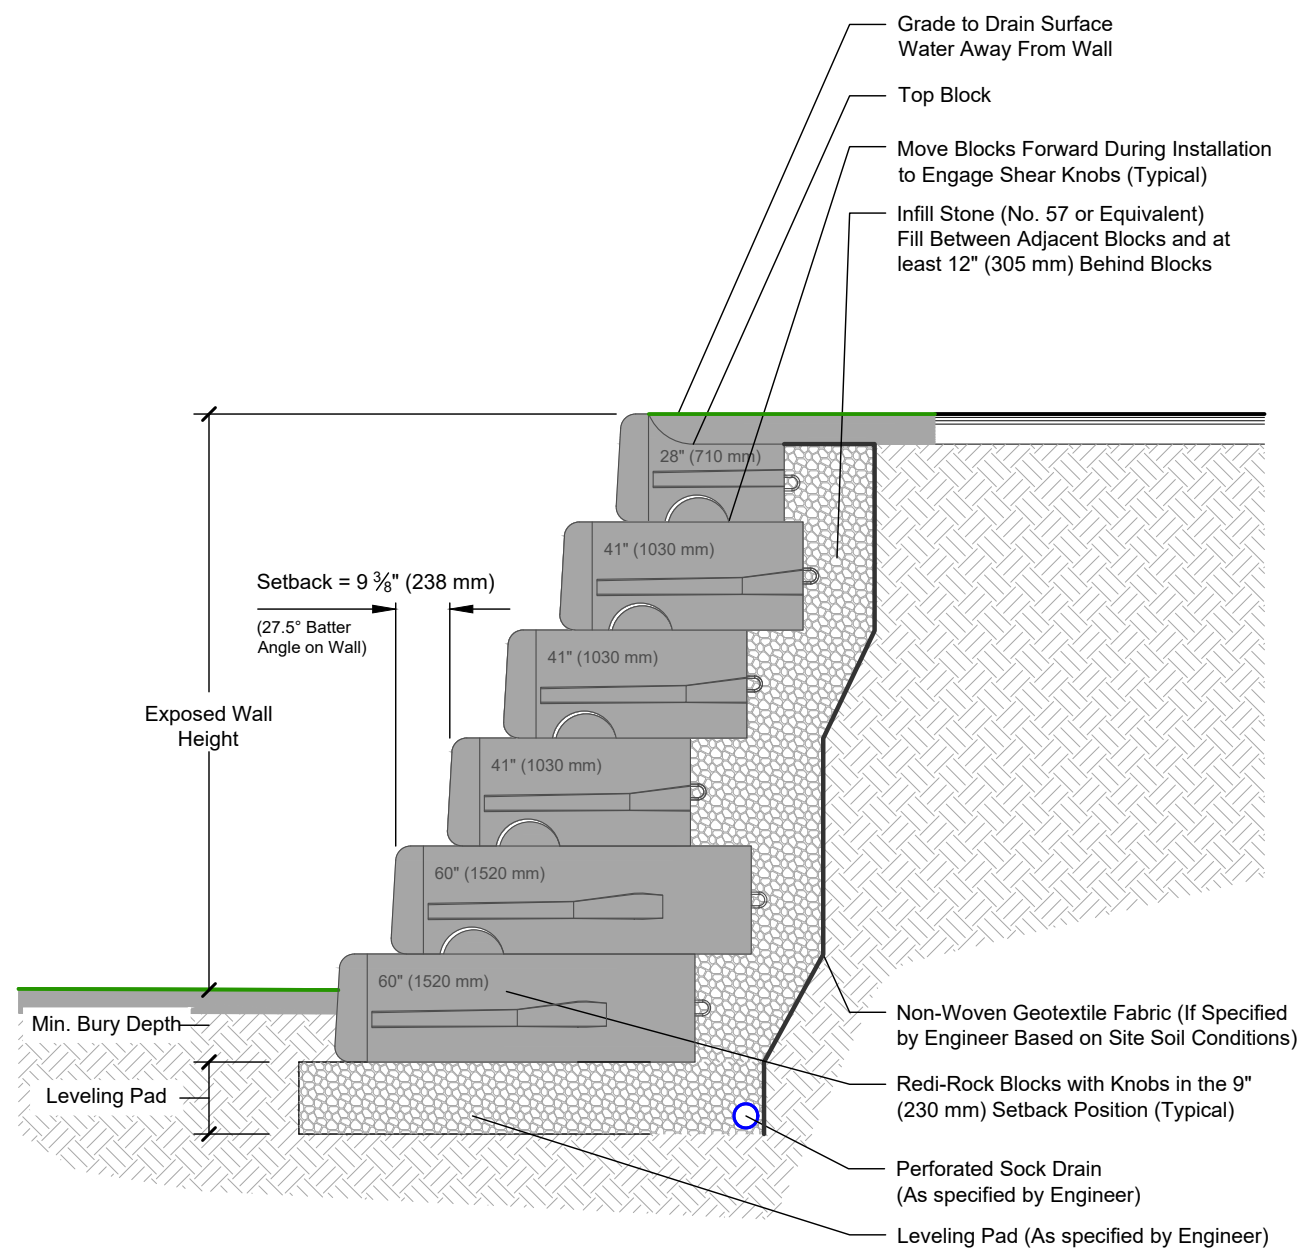 Grade to Drain Surface
Water Away From Wall
Top Block
Move Blocks Forward During Installation
to Engage Shear Knobs (Typical)
Infill Stone (No. 57 or Equivalent)
Fill Between Adjacent Blocks and at
least 12" (305 mm) Behind Blocks
28" (710 mm)
41" (1030 mm)
Setback = 9 3⁄8" (238 mm)
(27.5° Batter
Angle on Wall)
41" (1030 mm)
Exposed Wall
Height
41" (1030 mm)
60" (1520 mm)
60" (1520 mm)
Min. Bury Depth
Leveling Pad
Non-Woven Geotextile Fabric (If Specified
by Engineer Based on Site Soil Conditions)
Redi-Rock Blocks with Knobs in the 9"
(230 mm) Setback Position (Typical)
Perforated Sock Drain
(As specified by Engineer)
Leveling Pad (As specified by Engineer)